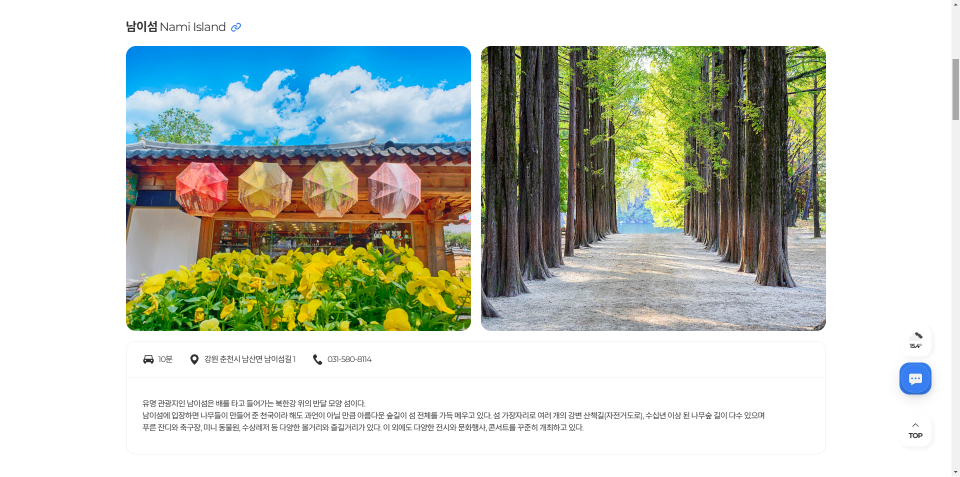 남이섬 Nami Island
10분 강원 춘천시 남산면 남이섬길 1 031-580-8114
유명 관광지인 남이섬은 배를 타고 들어가는 북한강 위의 반달 모양 섬이다.
남이섬에 입장하면 나무들이 만들어 준 천국이라 해도 과언이 아닐 만큼 아름다운 숲길이 섬 전체를 가득 메우고 있다. 섬 가장자리로 여러 개의 강변 산책길(자전거도로), 수십년 이상 된 나무숲 길이 다수 있으며
푸른 잔디와 축구장, 미니 동물원, 수상레저 등 다양한 볼거리와 즐길거리가 있다. 이 외에도 다양한 전시와 문화행사, 콘서트를 꾸준히 개최하고 있다.
15.4°
TOP